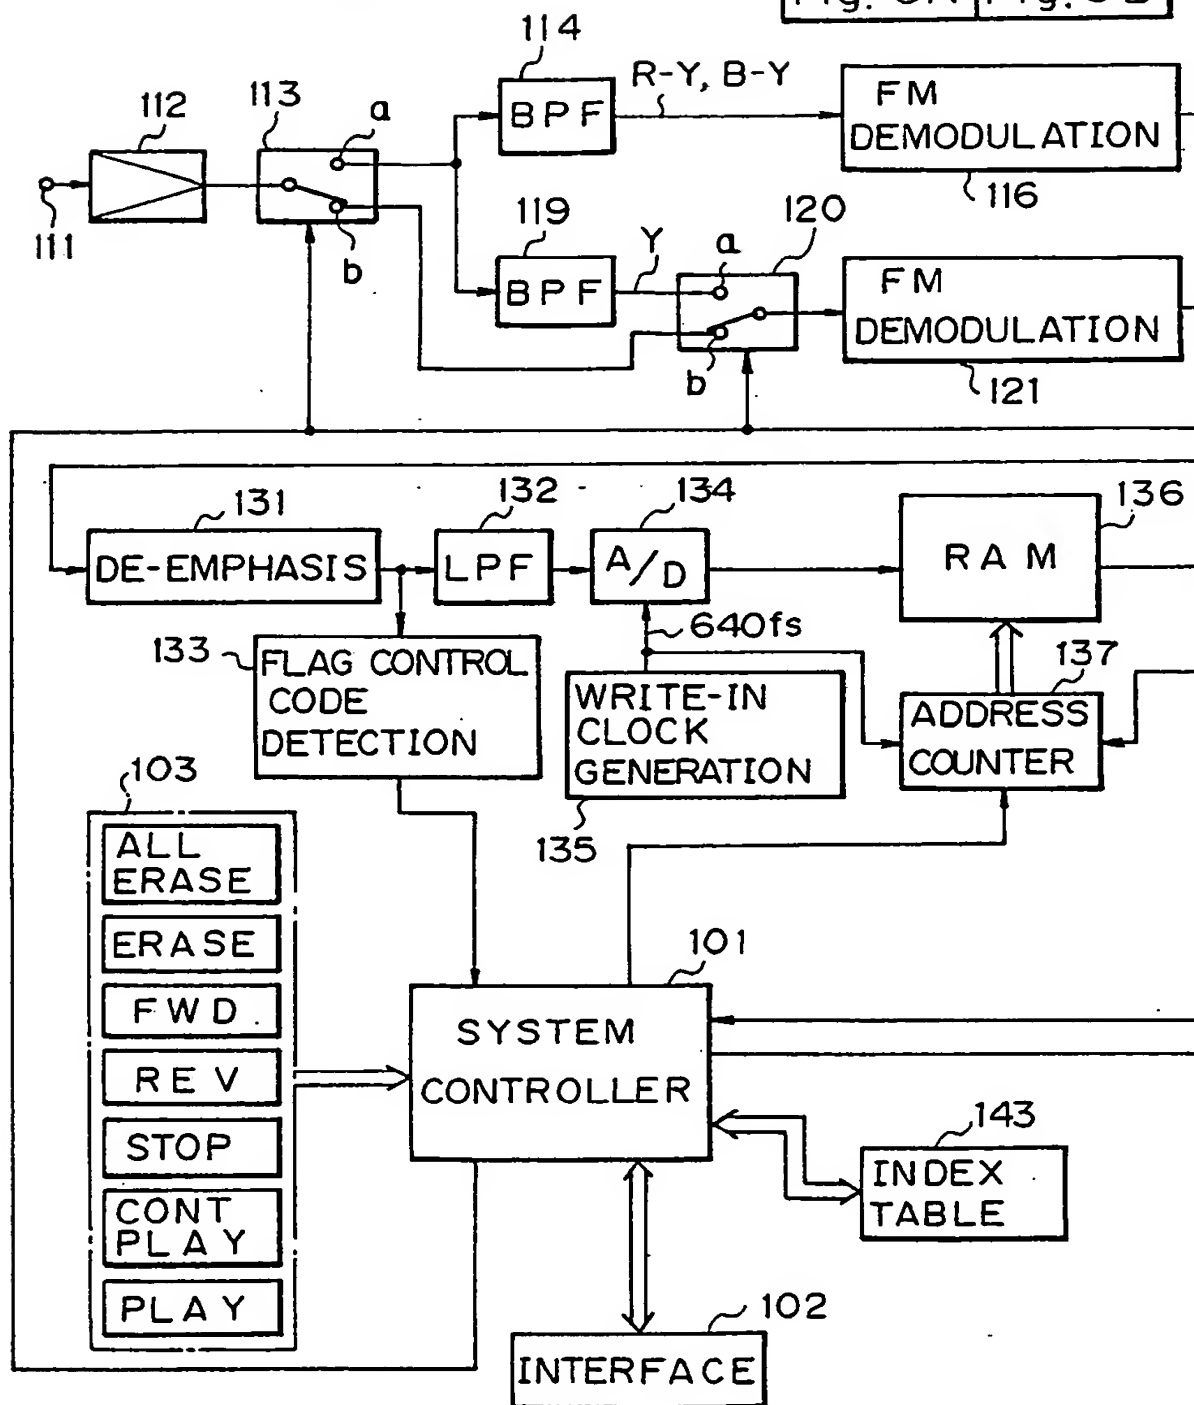 114
R-Y, B-Y
FM
DEMODULATION
116
BPF
112
113
a
b
111
119
BPF
Y
a
120
b
FM
DEMODULATION
121
131
DE-EMPHASIS
132
LPF
134
A/D
136
RAM
640fs
133
FLAG CONTROL
CODE
DETECTION
WRITE-IN
CLOCK
GENERATION
135
137
ADDRESS
COUNTER
103
ALL
ERASE
ERASE
FWD
REV
STOP
CONT
PLAY
PLAY
101
SYSTEM
CONTROLLER
143
INDEX
TABLE
102
INTERFACE